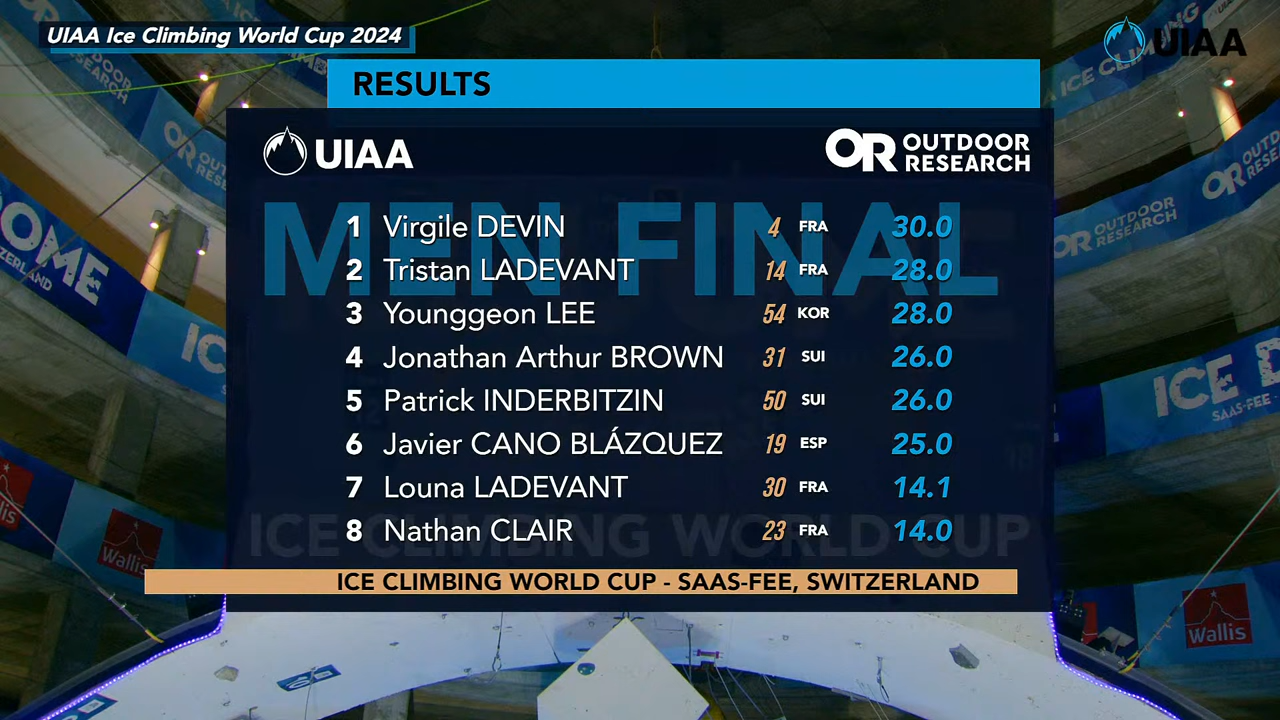 UIAA Ice Climbing World Cup 2024
UIAA
RESULTS
UIAA
OUTDOOR
RESEARCH
MEN FINAL
1 Virgile DEVIN 4 FRA 30.0
2 Tristan LADEVANT 14 FRA 28.0
3 Younggeon LEE 54 KOR 28.0
4 Jonathan Arthur BROWN 31 SUI 26.0
5 Patrick INDERBITZIN 50 SUI 26.0
6 Javier CANO BLÁZQUEZ 19 ESP 25.0
7 Louna LADEVANT 30 FRA 14.1
8 Nathan CLAIR 23 FRA 14.0
ICE CLIMBING WORLD CUP
ICE CLIMBING WORLD CUP - SAAS-FEE, SWITZERLAND
OUTDOOR
RESEARCH
OR
OUTDOOR
RESEARCH
OR
ICE
SAAS-FEE
Wallis
Wallis